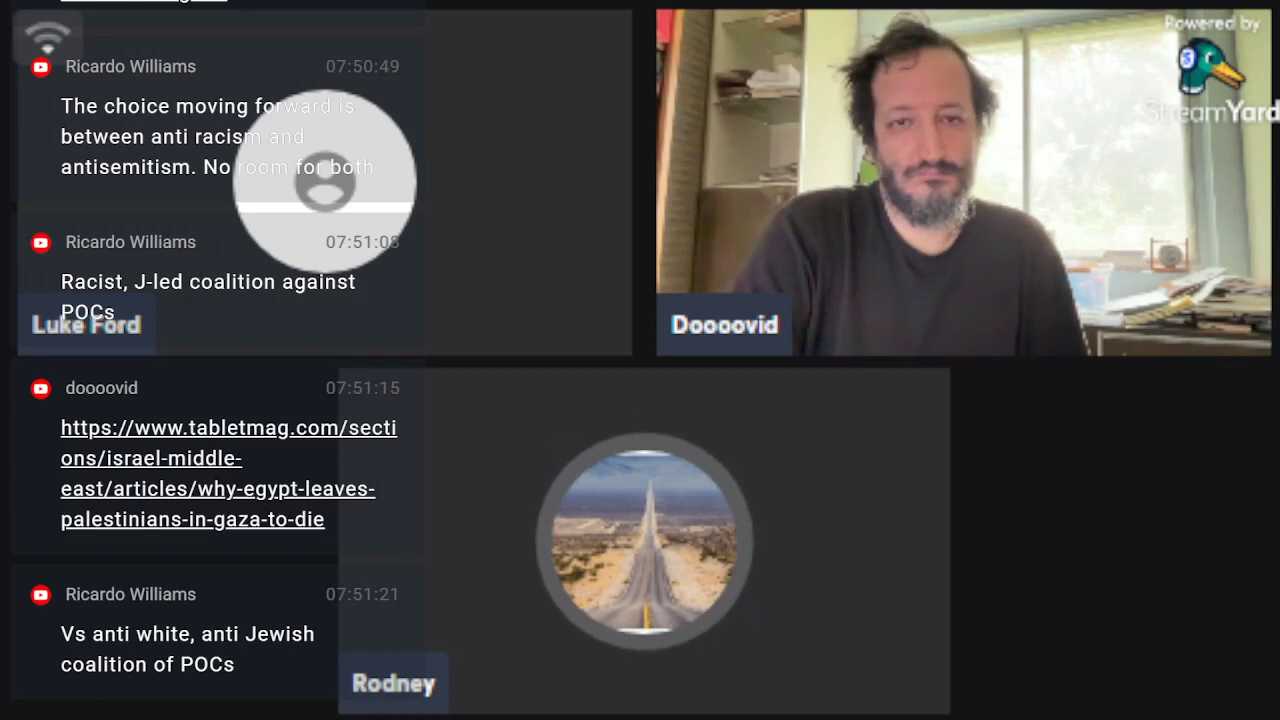 Ricardo Williams 07:50:49
The choice moving forward is
between anti racism and
antisemitism. No room for both
Ricardo Williams 07:51:08
Racist, J-led coalition against
POCs
Luke Ford
doooovid 07:51:15
https://www.tabletmag.com/secti
ons/israel-middle-
east/articles/why-egypt-leaves-
palestinians-in-gaza-to-die
Ricardo Williams 07:51:21
Vs anti white, anti Jewish
coalition of POCs
Powered by
StreamYard
Doooovid
Rodney